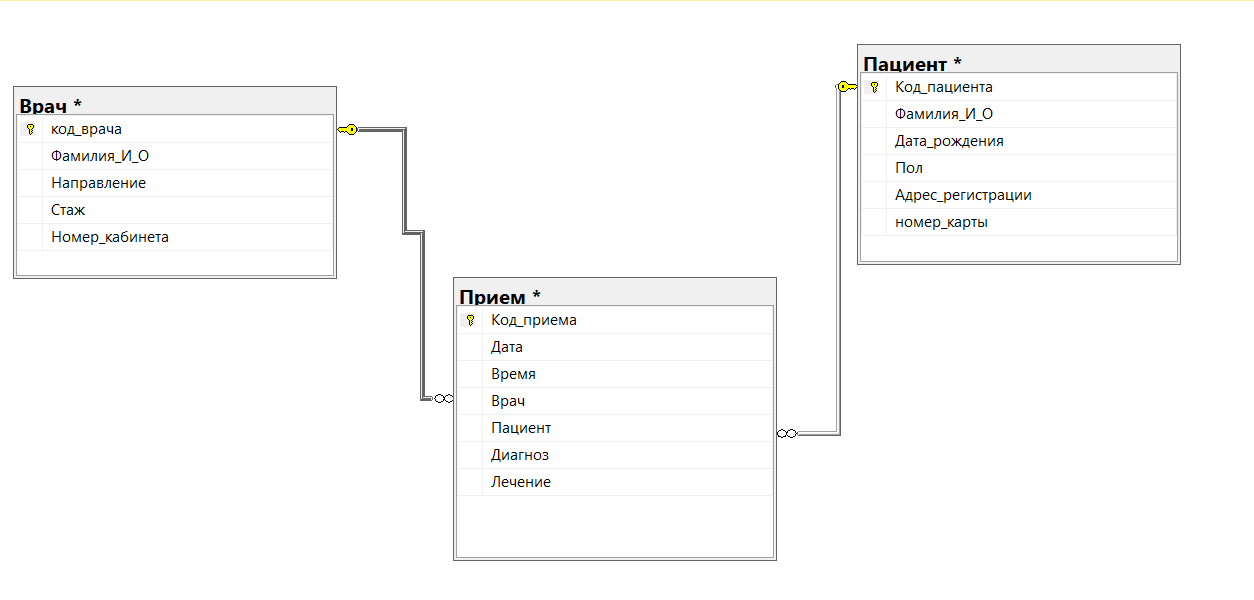 Врач *
код_врача
Фамилия_И_О
Направление
Стаж
Номер_кабинета
Прием *
Код_приема
Дата
Время
Врач
Пациент
Диагноз
Лечение
Пациент *
Код_пациента
Фамилия_И_О
Дата_рождения
Пол
Адрес_регистрации
номер_карты